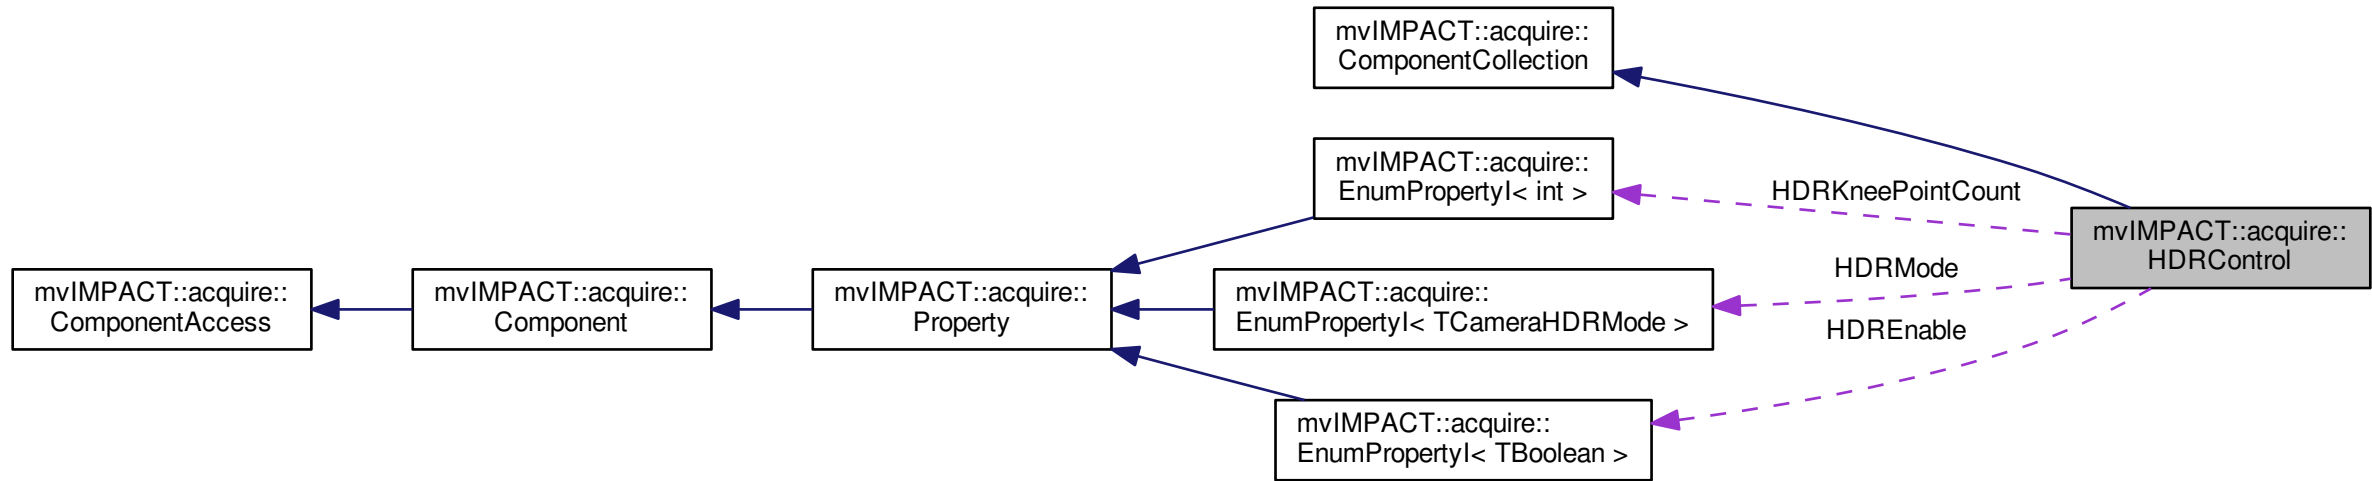 mvIMPACT::acquire::
ComponentCollection
mvIMPACT::acquire::
EnumPropertyI< int >
HDRKneePointCount
mvIMPACT::acquire::
HDRControl
HDRMode
mvIMPACT::acquire::
ComponentAccess
mvIMPACT::acquire::
Component
mvIMPACT::acquire::
Property
mvIMPACT::acquire::
EnumPropertyI< TCameraHDRMode >
HDREnable
mvIMPACT::acquire::
EnumPropertyI< TBoolean >